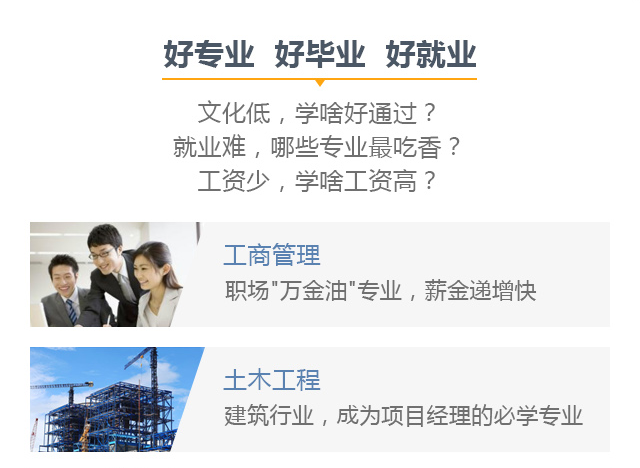 好专业 好毕业 好就业
文化低，学啥好通过？
就业难，哪些专业最吃香？
工资少，学啥工资高？
工商管理
职场"万金油"专业，薪金递增快
土木工程
建筑行业，成为项目经理的必学专业